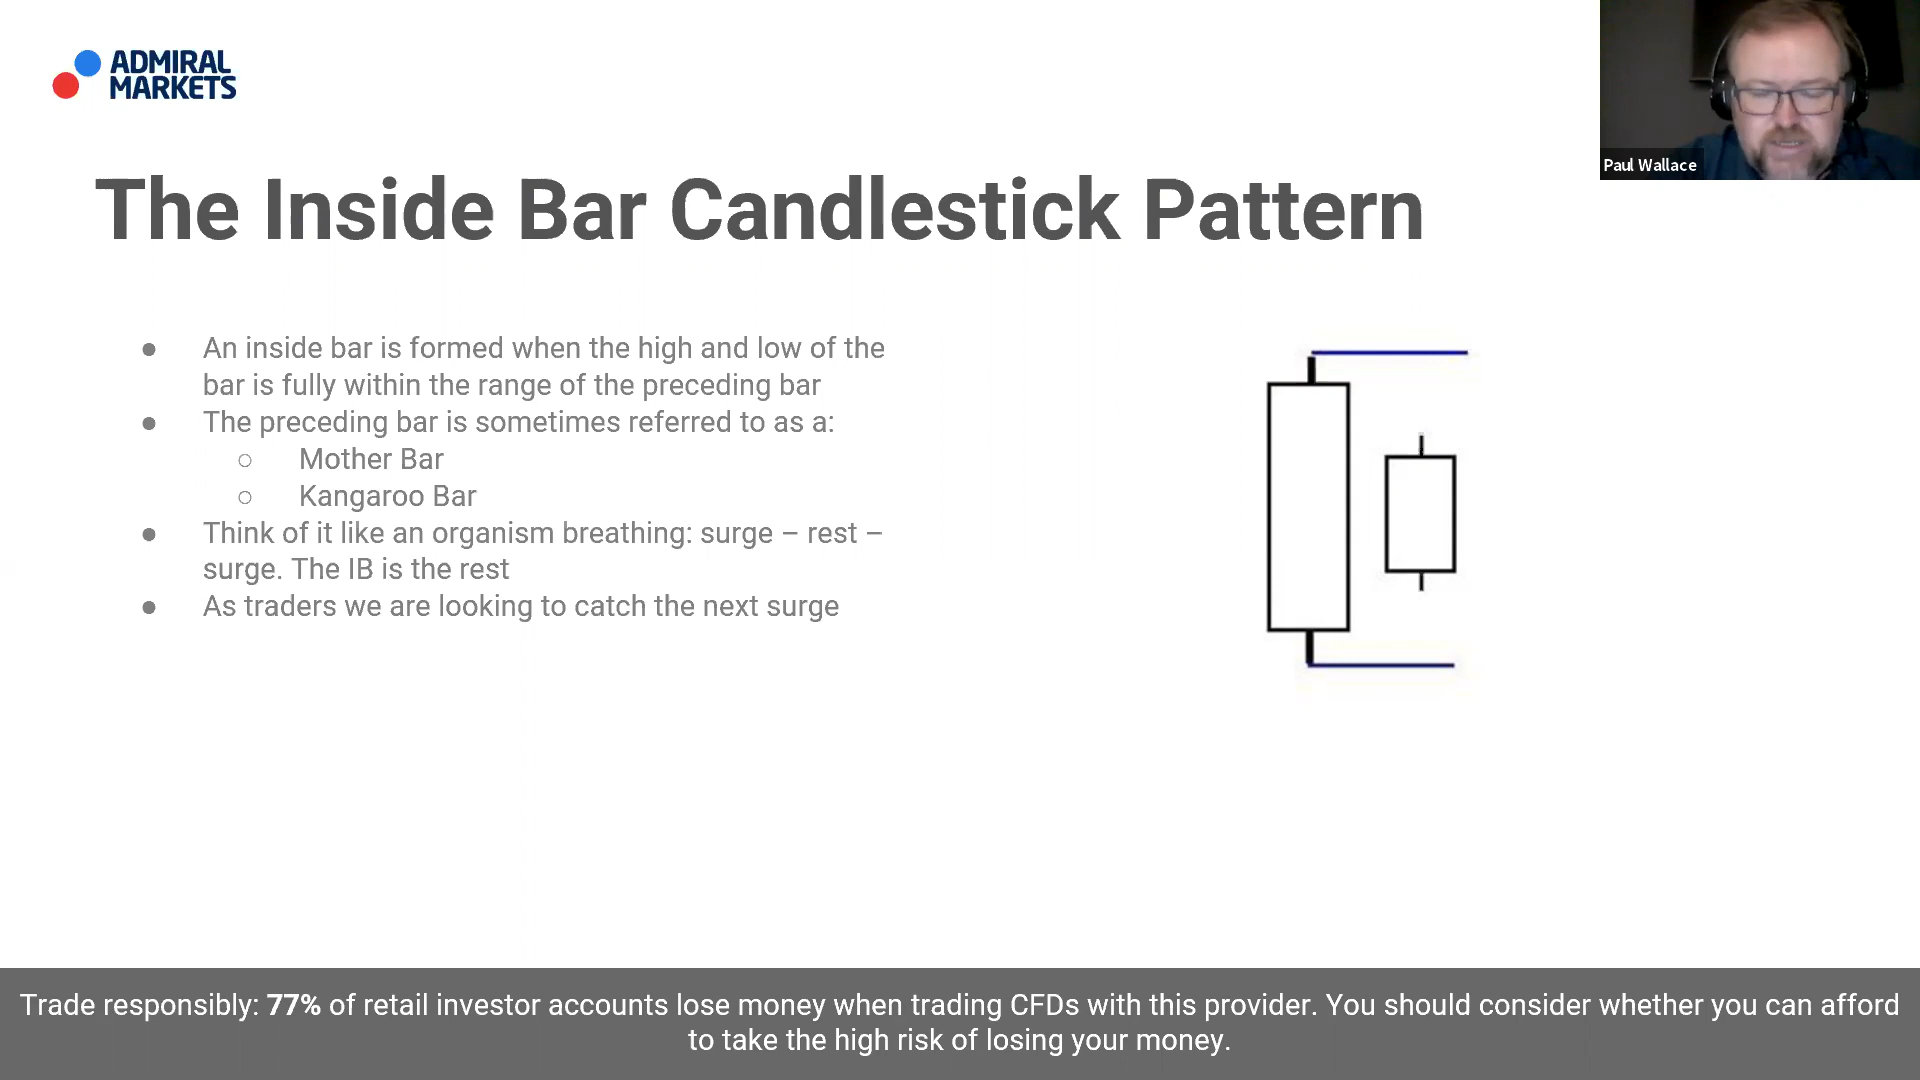 ADMIRAL
MARKETS
Paul Wallace
The Inside Bar Candlestick Pattern
● An inside bar is formed when the high and low of the
bar is fully within the range of the preceding bar
● The preceding bar is sometimes referred to as a:
○ Mother Bar
○ Kangaroo Bar
● Think of it like an organism breathing: surge – rest –
surge. The IB is the rest
● As traders we are looking to catch the next surge
Trade responsibly: 77% of retail investor accounts lose money when trading CFDs with this provider. You should consider whether you can afford
to take the high risk of losing your money.